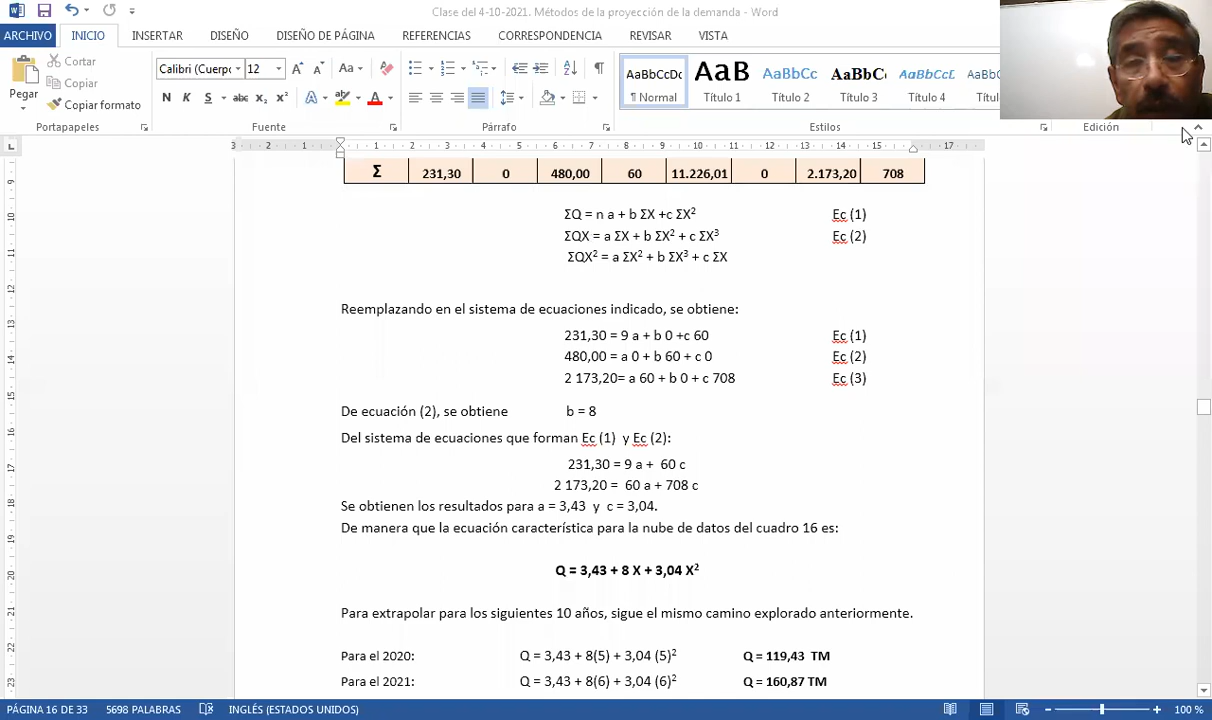 Clase del 4-10-2021. Métodos de la proyección de la demanda - Word
ARCHIVO INICIO INSERTAR DISEÑO DISEÑO DE PÁGINA REFERENCIAS CORRESPONDENCIA REVISAR VISTA
Pegar
Cortar
Copiar
Copiar formato
Portapapeles
Calibri (Cuerpo 12
Fuente
Párrafo
AaBbCcDc AaB AaBbCc AaBbCc AaBbCcL AaBbC
¶ Normal Título 1 Título 2 Título 3 Título 4 Títul
Estilos
Edición
Σ 231,30 0 480,00 60 11.226,01 0 2.173,20 708
ΣQ = n a + b ΣX +c ΣX² Ec (1)
ΣQX = a ΣX + b ΣX² + c ΣX³ Ec (2)
ΣQX² = a ΣX² + b ΣX³ + c ΣX
Reemplazando en el sistema de ecuaciones indicado, se obtiene:
231,30 = 9 a + b 0 +c 60 Ec (1)
480,00 = a 0 + b 60 + c 0 Ec (2)
2 173,20= a 60 + b 0 + c 708 Ec (3)
De ecuación (2), se obtiene b = 8
Del sistema de ecuaciones que forman Ec (1) y Ec (2):
231,30 = 9 a + 60 c
2 173,20 = 60 a + 708 c
Se obtienen los resultados para a = 3,43 y c = 3,04.
De manera que la ecuación característica para la nube de datos del cuadro 16 es:
Q = 3,43 + 8 X + 3,04 X²
Para extrapolar para los siguientes 10 años, sigue el mismo camino explorado anteriormente.
Para el 2020: Q = 3,43 + 8(5) + 3,04 (5)² Q = 119,43 TM
Para el 2021: Q = 3,43 + 8(6) + 3,04 (6)² Q = 160,87 TM
PÁGINA 16 DE 33 5698 PALABRAS INGLÉS (ESTADOS UNIDOS) 100 %